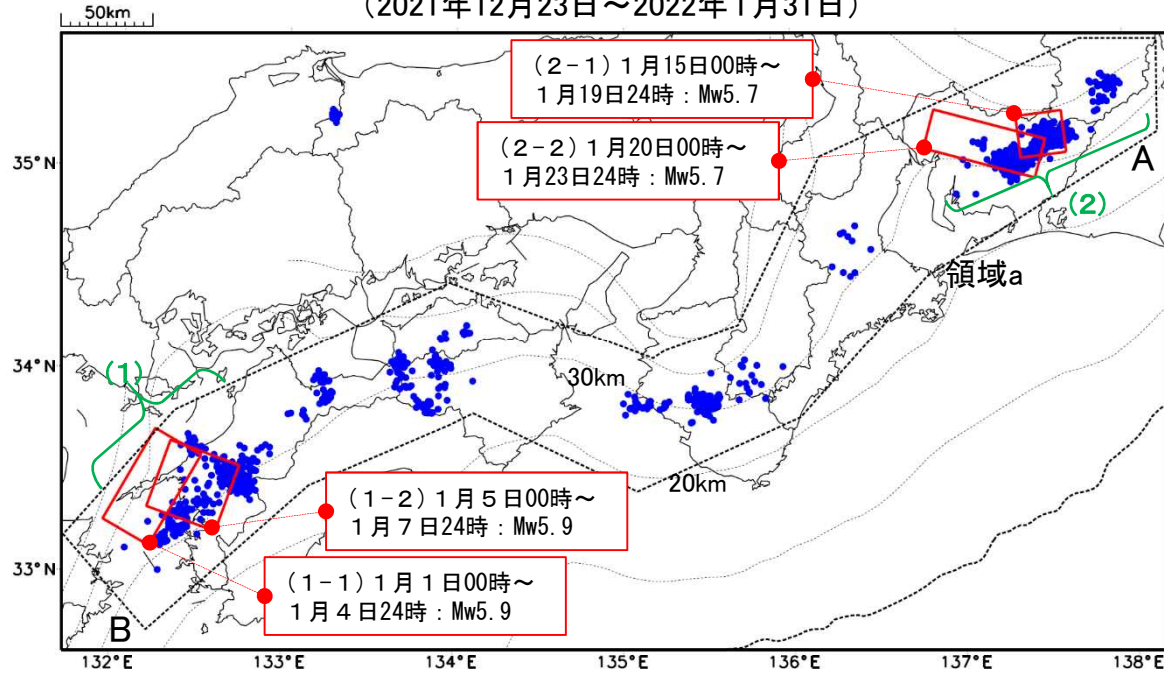 (2021年12月23日～2022年1月31日)
50km
(2-1) 1月15日00時～
1月19日24時：Mw5.7
(2-2) 1月20日00時～
1月23日24時：Mw5.7
35°N
A
(2)
領域a
34°N
(1)
30km
20km
(1-2) 1月5日00時～
1月7日24時：Mw5.9
33°N
(1-1) 1月1日00時～
1月4日24時：Mw5.9
B
132°E
133°E
134°E
135°E
136°E
137°E
138°E